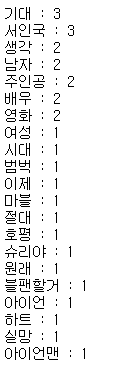 기대 : 3
서인국 : 3
생각 : 2
남자 : 2
주인공 : 2
배우 : 2
영화 : 2
여성 : 1
시대 : 1
범벅 : 1
이제 : 1
마블 : 1
절대 : 1
호평 : 1
슈리야 : 1
원래 : 1
블팬할거 : 1
아이언 : 1
하트 : 1
실망 : 1
아이언맨 : 1